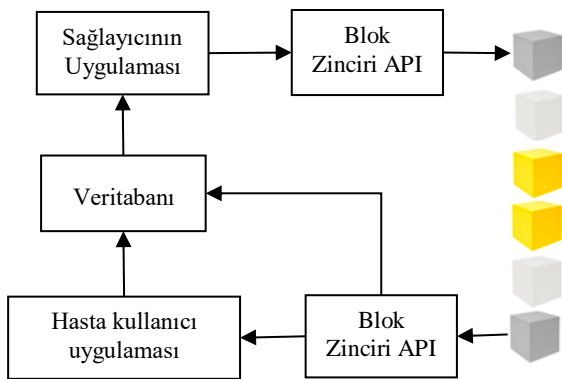 Sağlayıcının
Uygulaması
Blok
Zinciri API
Veritabanı
Hasta kullanıcı
uygulaması
Blok
Zinciri API